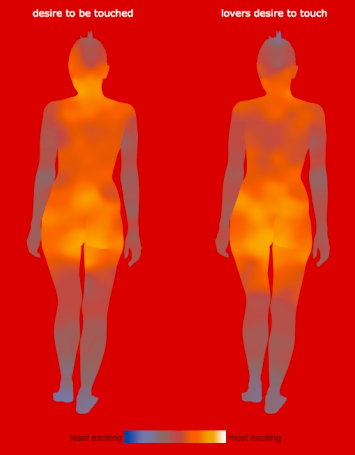 desire to be touched
lovers desire to touch
least exciting
most exciting